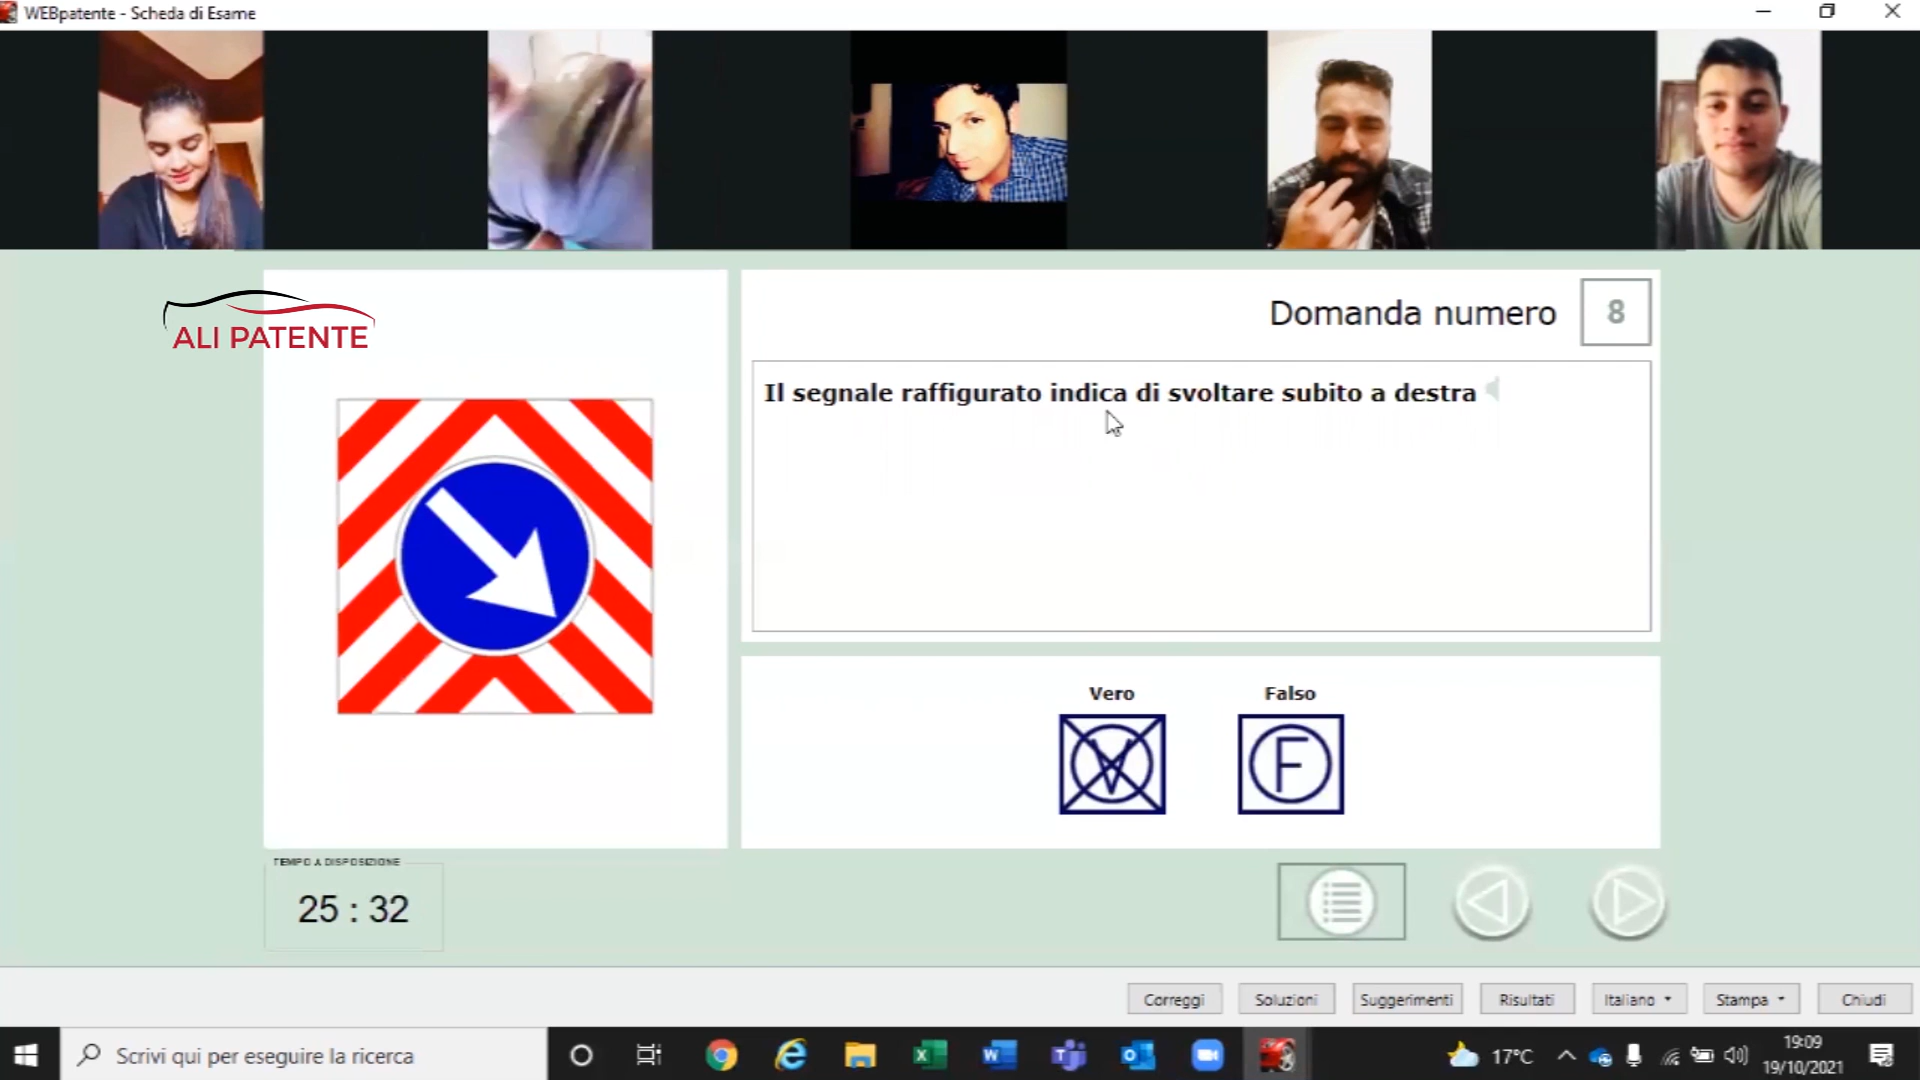 WEBpatente - Scheda di Esame
ALI PATENTE
Domanda numero 8
Il segnale raffigurato indica di svoltare subito a destra
Vero Falso
V F
TEMPO A DISPOSIZIONE
25 : 32
Correggi Soluzioni Suggerimenti Risultati Italiano Stampa Chiudi
Scrivi qui per eseguire la ricerca
17°C
19:09
19/10/2021